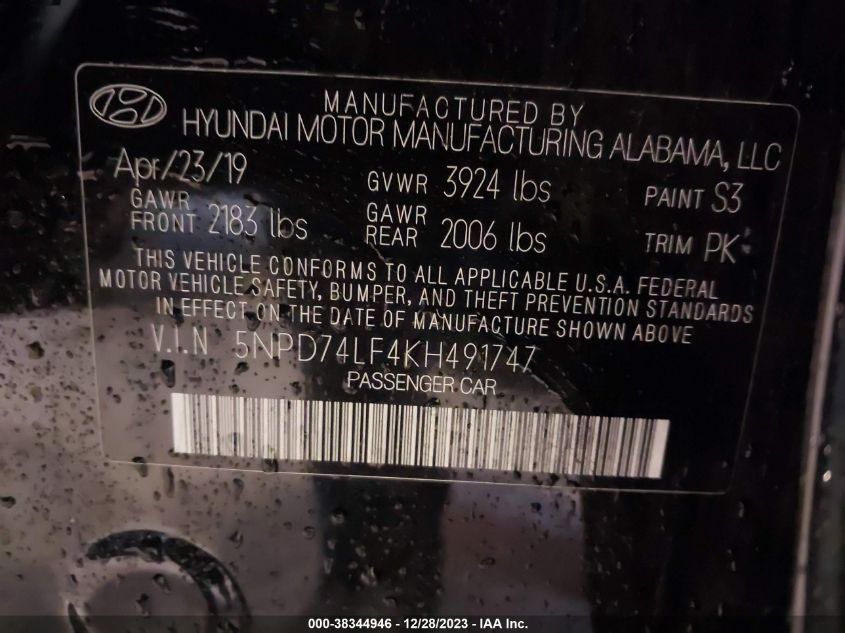 MANUFACTURED BY
HYUNDAI MOTOR MANUFACTURING ALABAMA, LLC
Apr/23/19 GVWR 3924 lbs PAINT S3
GAWR FRONT 2183 lbs GAWR REAR 2006 lbs TRIM PK
THIS VEHICLE CONFORMS TO ALL APPLICABLE U.S.A. FEDERAL
MOTOR VEHICLE SAFETY, BUMPER, AND THEFT PREVENTION STANDARDS
IN EFFECT ON THE DATE OF MANUFACTURE SHOWN ABOVE
V.I.N 5NPD74LF4KH491747
PASSENGER CAR
000-38344946 - 12/28/2023 - IAA Inc.